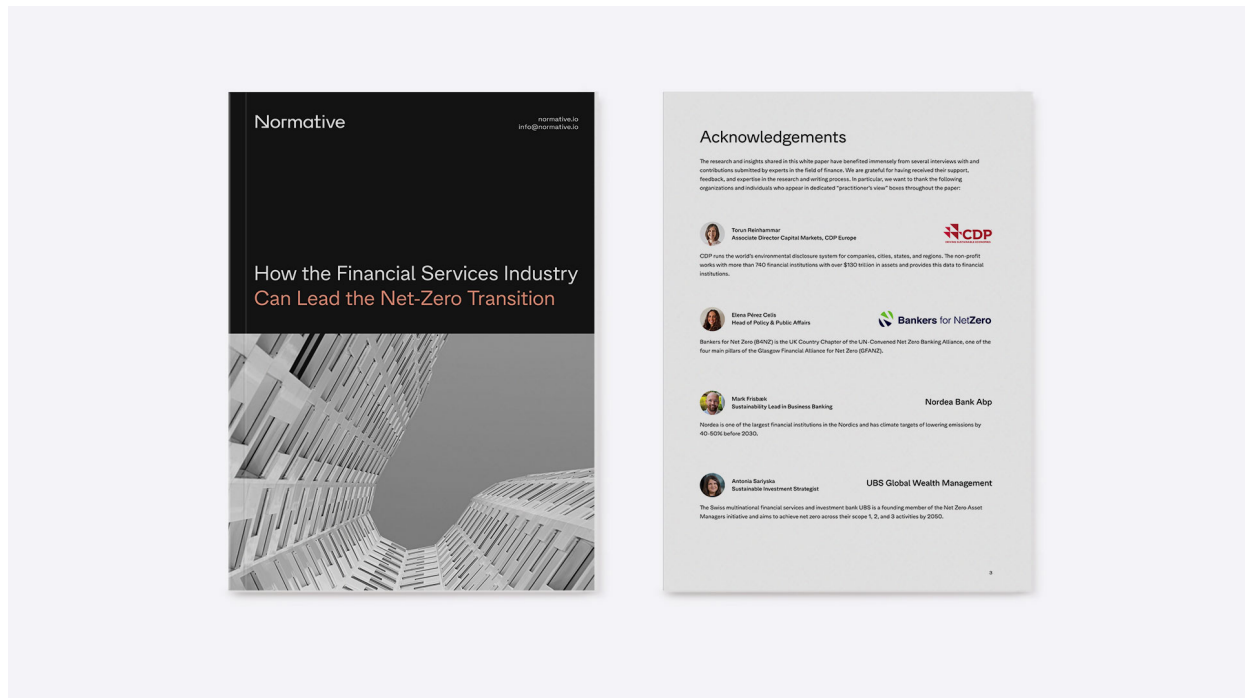 Normative
normative.io
info@normative.io
How the Financial Services Industry
Can Lead the Net-Zero Transition
Acknowledgements
The research and insights shared in this white paper have benefited immensely from several interviews with and
contributions submitted by experts in the field of finance. We are grateful for having received their support,
feedback, and expertise in the research and writing process. In particular, we want to thank the following
organizations and individuals who appear in dedicated "practitioner's view" boxes throughout the paper:
Torun Reinhammar
Associate Director Capital Markets, CDP Europe
CDP
CDP runs the world's environmental disclosure system for companies, cities, states, and regions. The non-profit
works with more than 740 financial institutions with over $130 trillion in assets and provides this data to financial
institutions.
Elena Pérez Celis
Head of Policy & Public Affairs
Bankers for NetZero
Bankers for Net Zero (B4NZ) is the UK Country Chapter of the UN-Convened Net Zero Banking Alliance, one of the
four main pillars of the Glasgow Financial Alliance for Net Zero (GFANZ).
Mark Frisbæk
Sustainability Lead in Business Banking
Nordea Bank Abp
Nordea is one of the largest financial institutions in the Nordics and has climate targets of lowering emissions by
40-50% before 2030.
Antonia Sariyska
Sustainable Investment Strategist
UBS Global Wealth Management
The Swiss multinational financial services and investment bank UBS is a founding member of the Net Zero Asset
Managers initiative and aims to achieve net zero across their scope 1, 2, and 3 activities by 2050.
3